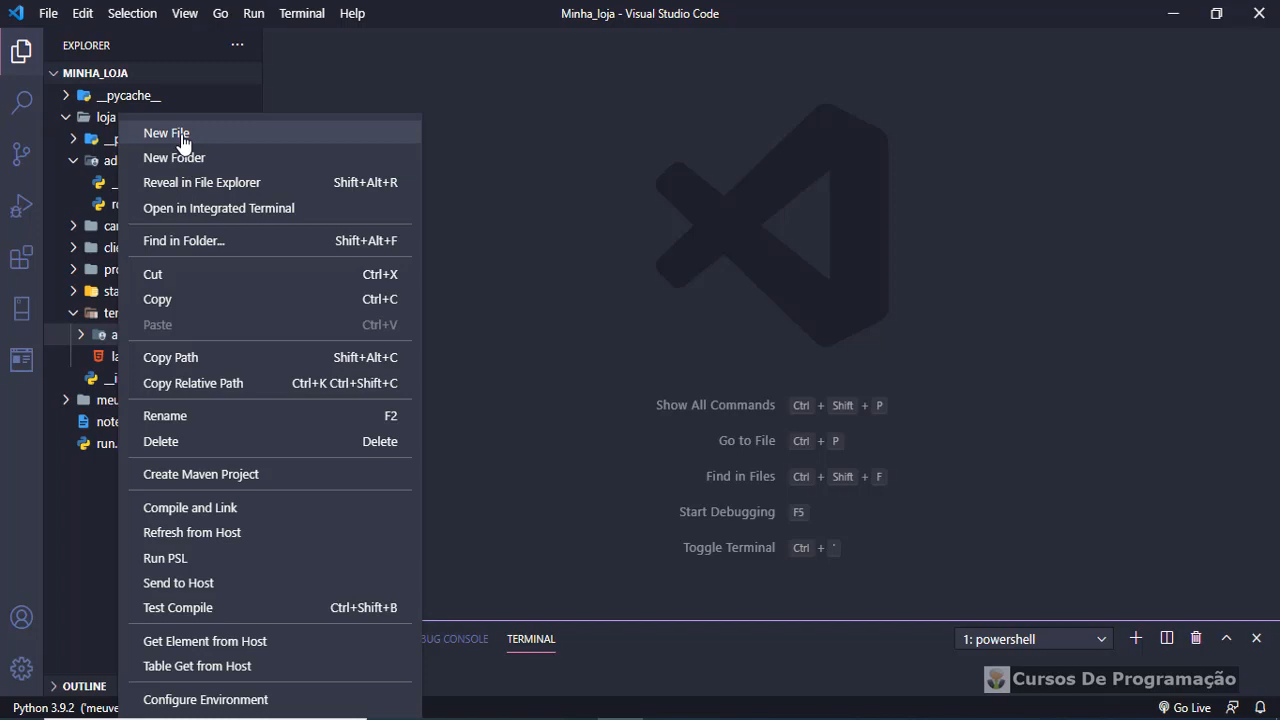 File Edit Selection View Go Run Terminal Help
Minha_loja - Visual Studio Code
EXPLORER
MINHA_LOJA
__pycache__
loja
New File
New Folder
Reveal in File Explorer Shift+Alt+R
Open in Integrated Terminal
Find in Folder... Shift+Alt+F
Cut Ctrl+X
Copy Ctrl+C
Paste Ctrl+V
Copy Path Shift+Alt+C
Copy Relative Path Ctrl+K Ctrl+Shift+C
Rename F2
Delete Delete
Create Maven Project
Compile and Link
Refresh from Host
Run PSL
Send to Host
Test Compile Ctrl+Shift+B
Get Element from Host
Table Get from Host
Configure Environment
Show All Commands Ctrl + Shift + P
Go to File Ctrl + P
Find in Files Ctrl + Shift + F
Start Debugging F5
Toggle Terminal Ctrl + '
BUG CONSOLE TERMINAL
1: powershell
Cursos De Programação
OUTLINE
Python 3.9.2 ('meuve
Go Live